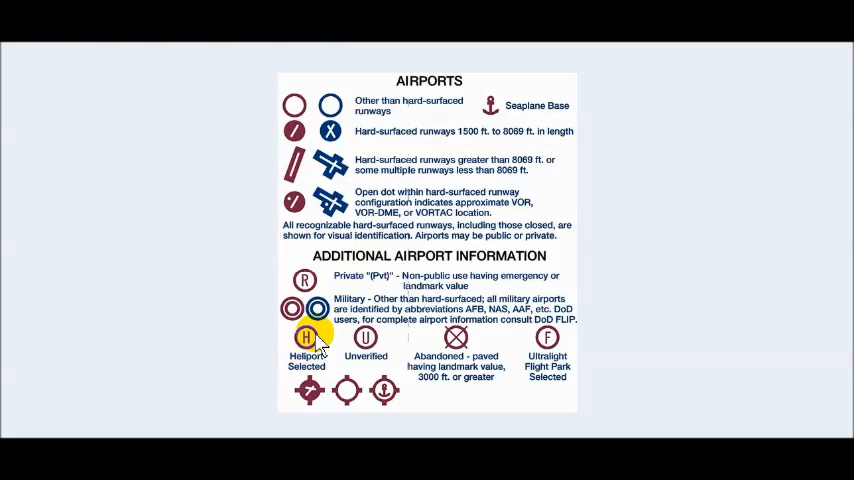 AIRPORTS
Other than hard-surfaced
runways
Seaplane Base
X
Hard-surfaced runways 1500 ft. to 8069 ft. in length
Hard-surfaced runways greater than 8069 ft. or
some multiple runways less than 8069 ft.
Open dot within hard-surfaced runway
configuration indicates approximate VOR,
VOR-DME, or VORTAC location.
All recognizable hard-surfaced runways, including those closed, are
shown for visual identification. Airports may be public or private.
ADDITIONAL AIRPORT INFORMATION
R
Private "(Pvt)" - Non-public use having emergency or
landmark value
Military - Other than hard-surfaced; all military airports
are identified by abbreviations AFB, NAS, AAF, etc. DoD
users, for complete airport information consult DoD FLIP.
H
Heliport
Selected
U
Unverified
Abandoned - paved
having landmark value,
3000 ft. or greater
F
Ultralight
Flight Park
Selected